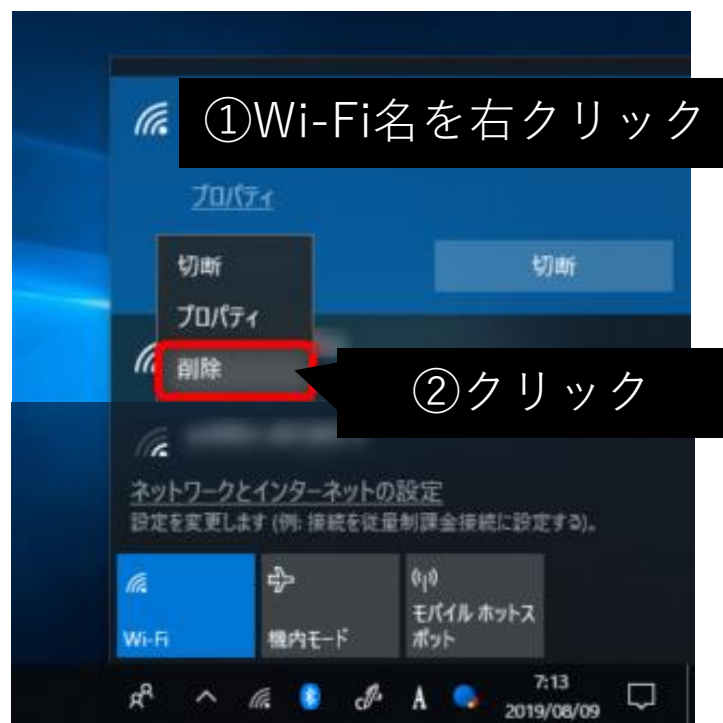 ①Wi-Fi名を右クリック
プロパティ
切断
切断
プロパティ
削除
②クリック
ネットワークとインターネットの設定
設定を変更します (例: 接続を従量制課金接続に設定する)。
Wi-Fi
機内モード
モバイル ホットス
ポット
A
7:13
2019/08/09